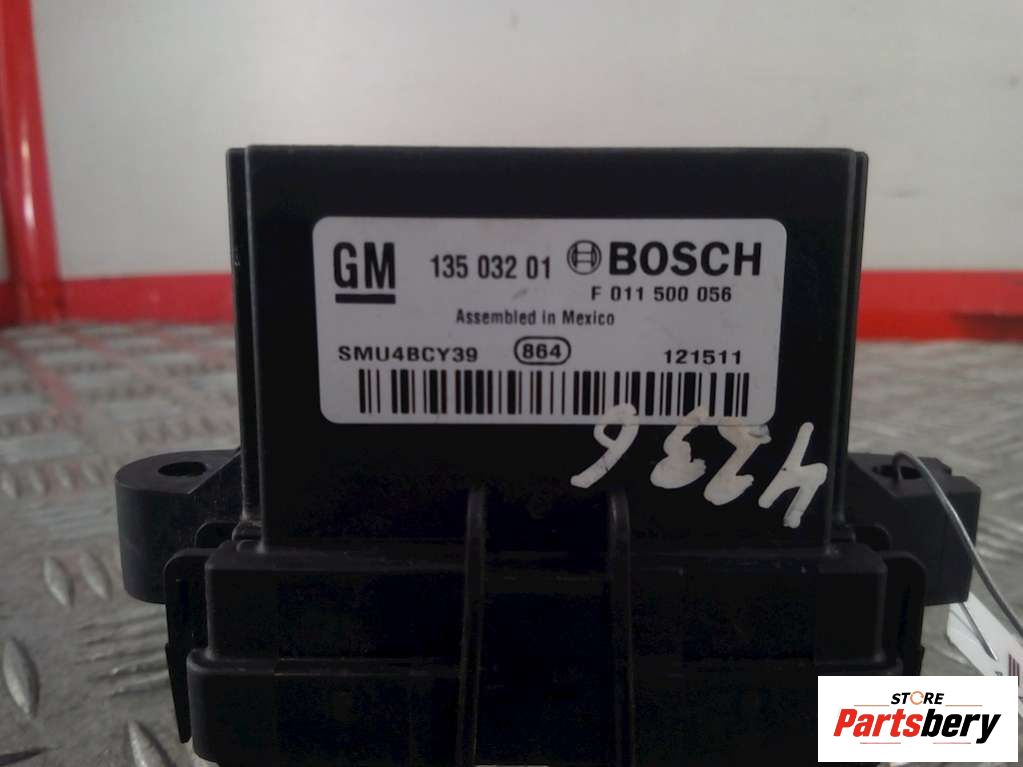 GM 135 032 01 BOSCH
F 011 500 056
Assembled in Mexico
SMU4BCY39 864 121511
4236
STORE
Partsbery